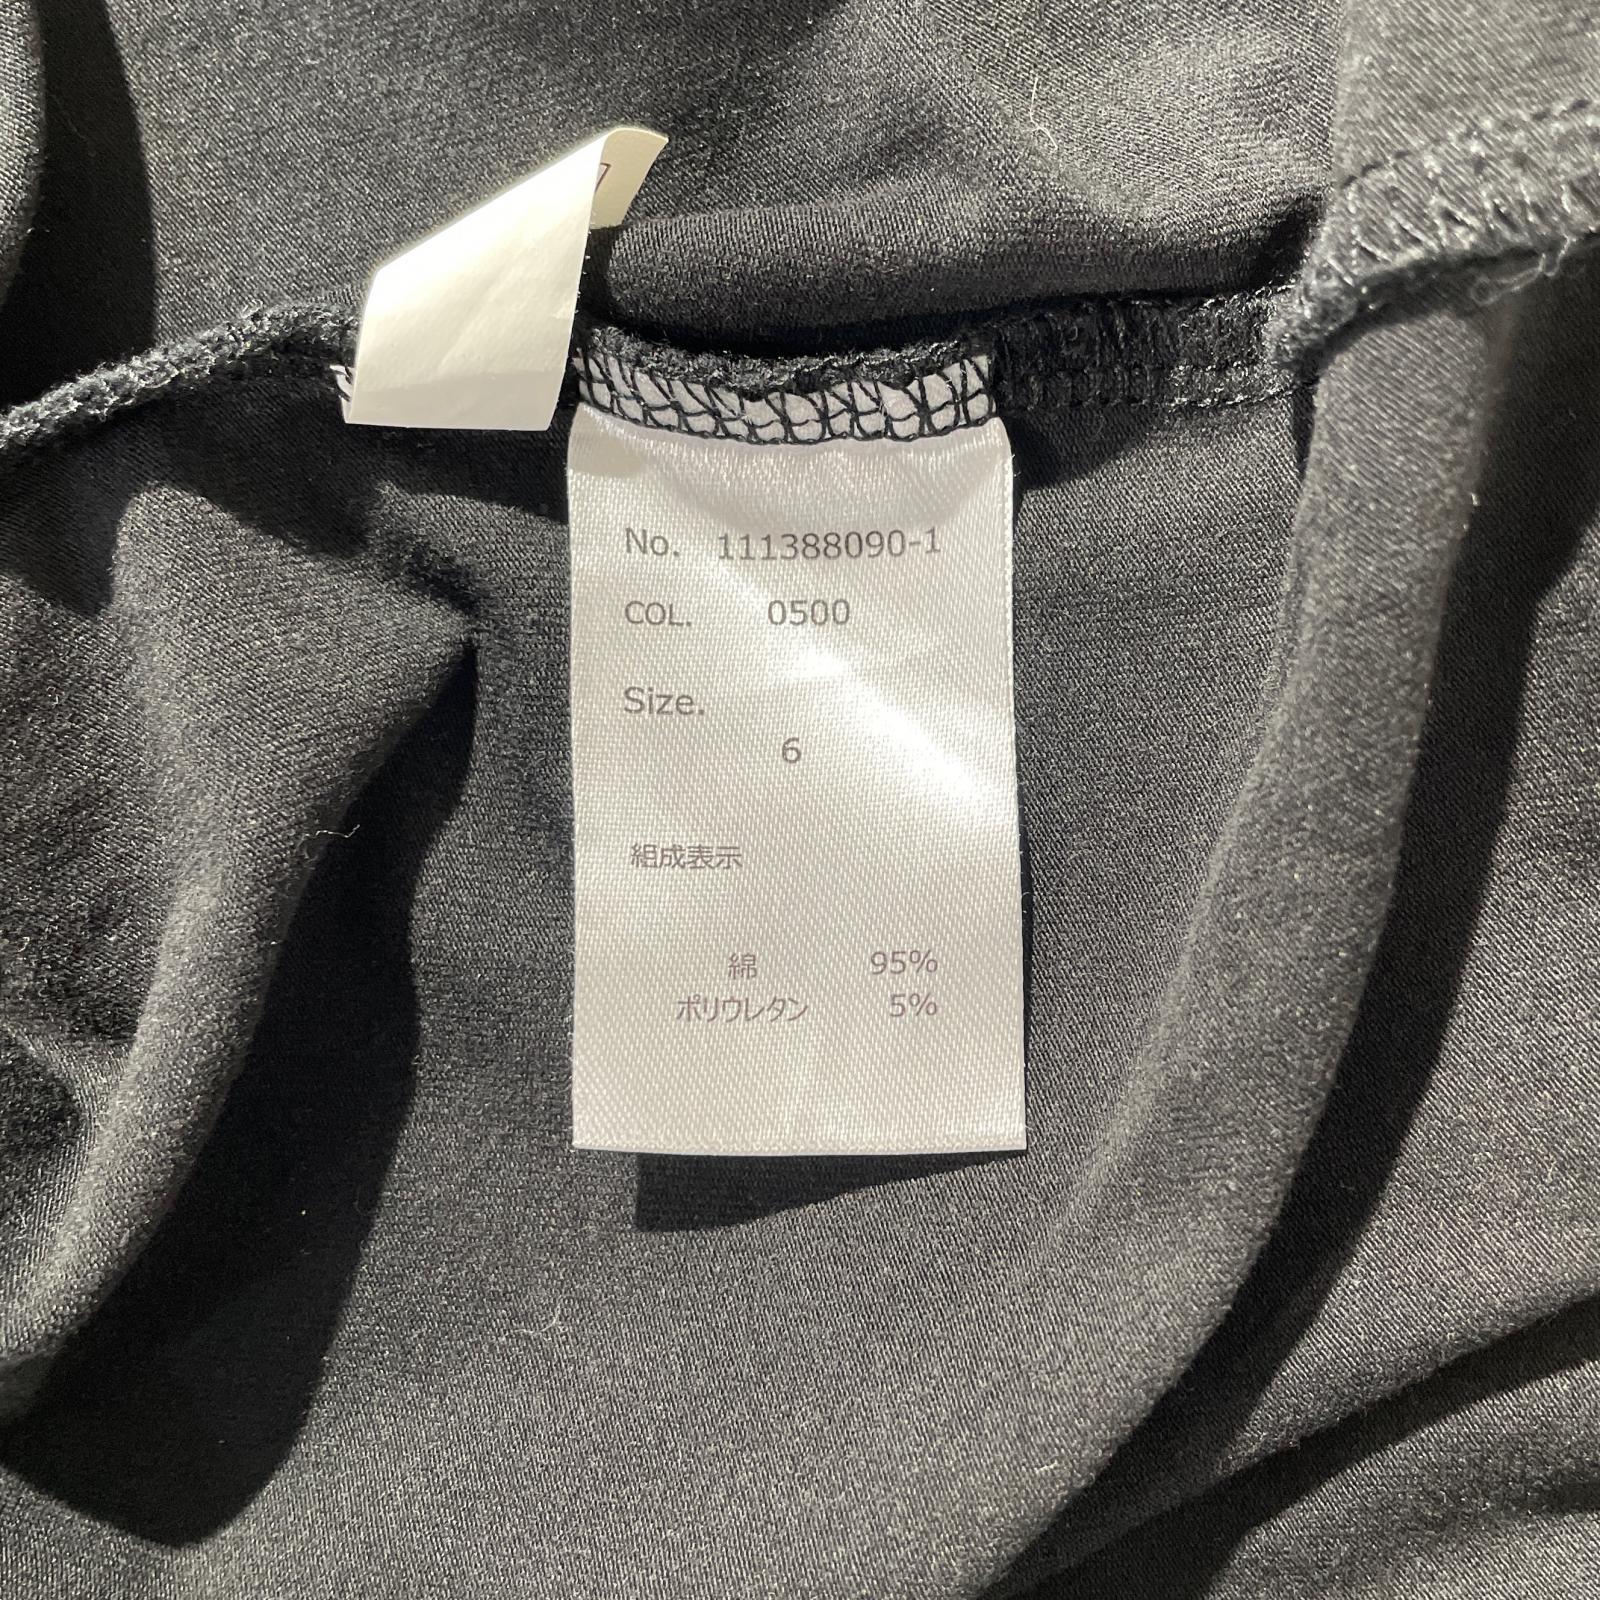 No. 111388090-1
COL. 0500
Size.
6
組成表示
綿 95%
ポリウレタン 5%